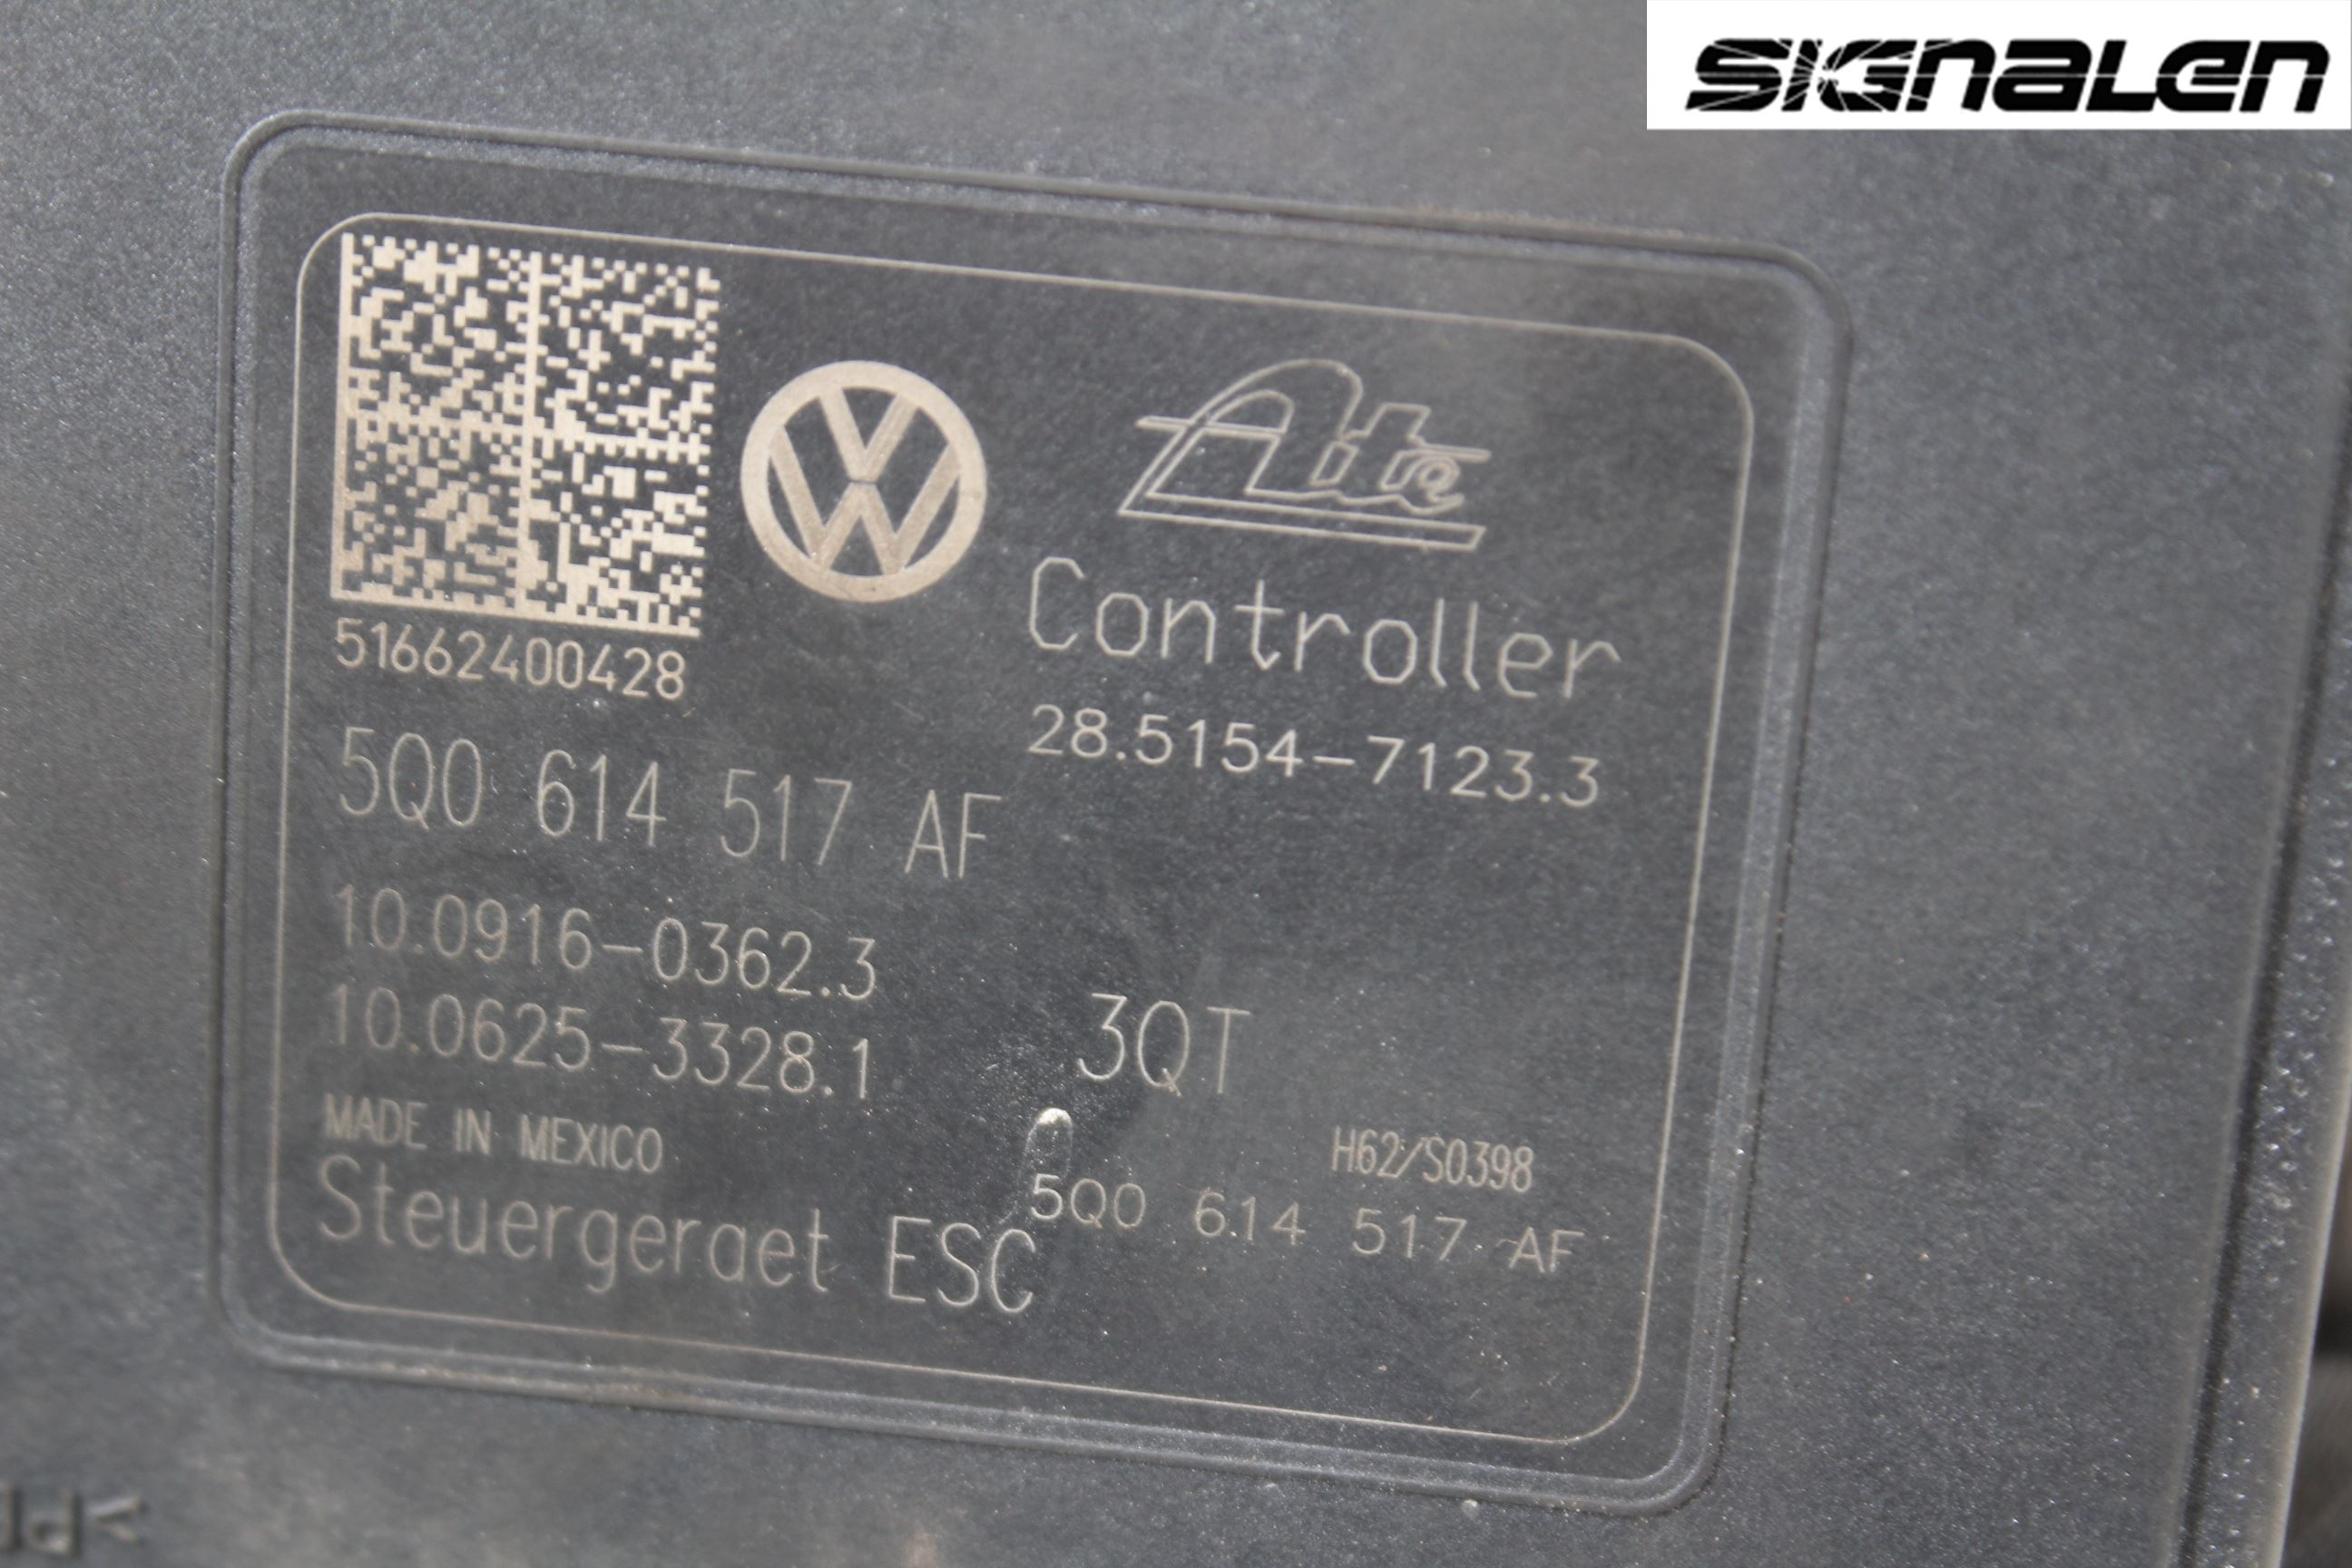 SIGNALEN
Ate
51662400428
Controller
28.5154-7123.3
5Q0 614 517 AF
10.0916-0362.3
10.0625-3328.1
3QT
MADE IN MEXICO
H62/S0398
Steuergeraet ESC
5Q0 614 517 AF